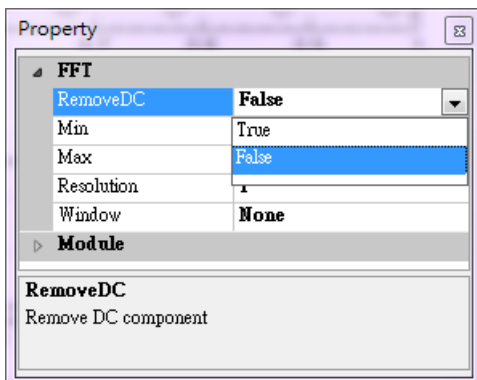 Property
FFT
RemoveDC False
Min True
Max False
Resolution
Window None
Module
RemoveDC
Remove DC component